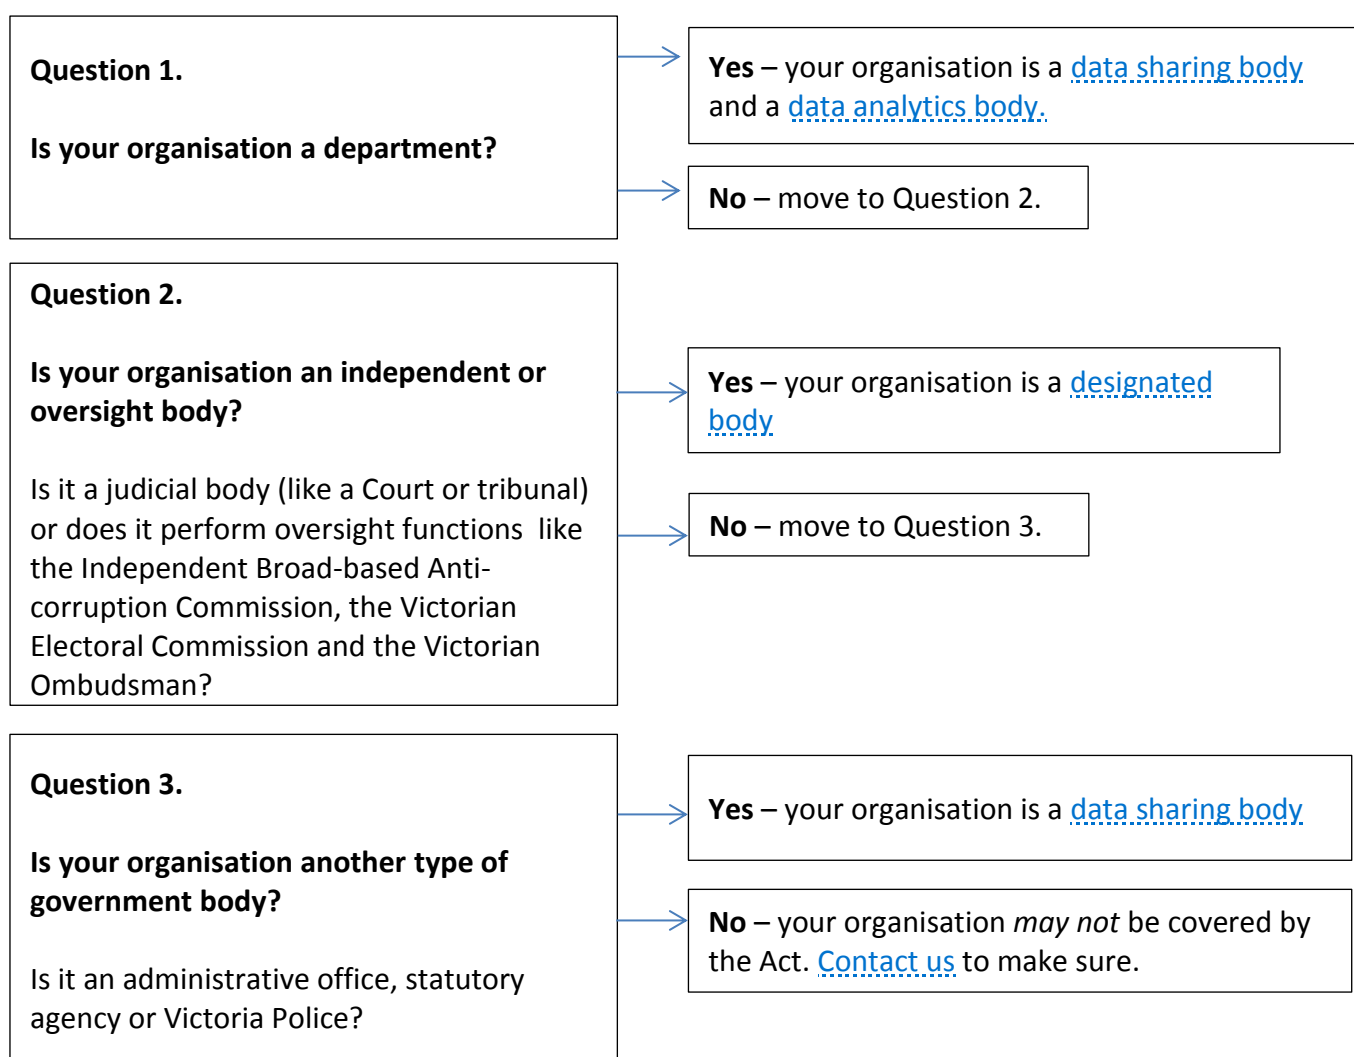 Question 1.
Is your organisation a department?
Yes – your organisation is a data sharing body
and a data analytics body.
No – move to Question 2.
Question 2.
Is your organisation an independent or
oversight body?
Is it a judicial body (like a Court or tribunal)
or does it perform oversight functions  like
the Independent Broad-based Anti-
corruption Commission, the Victorian
Electoral Commission and the Victorian
Ombudsman?
Yes – your organisation is a designated
body
No – move to Question 3.
Question 3.
Is your organisation another type of
government body?
Is it an administrative office, statutory
agency or Victoria Police?
Yes – your organisation is a data sharing body
No – your organisation may not be covered by
the Act. Contact us to make sure.